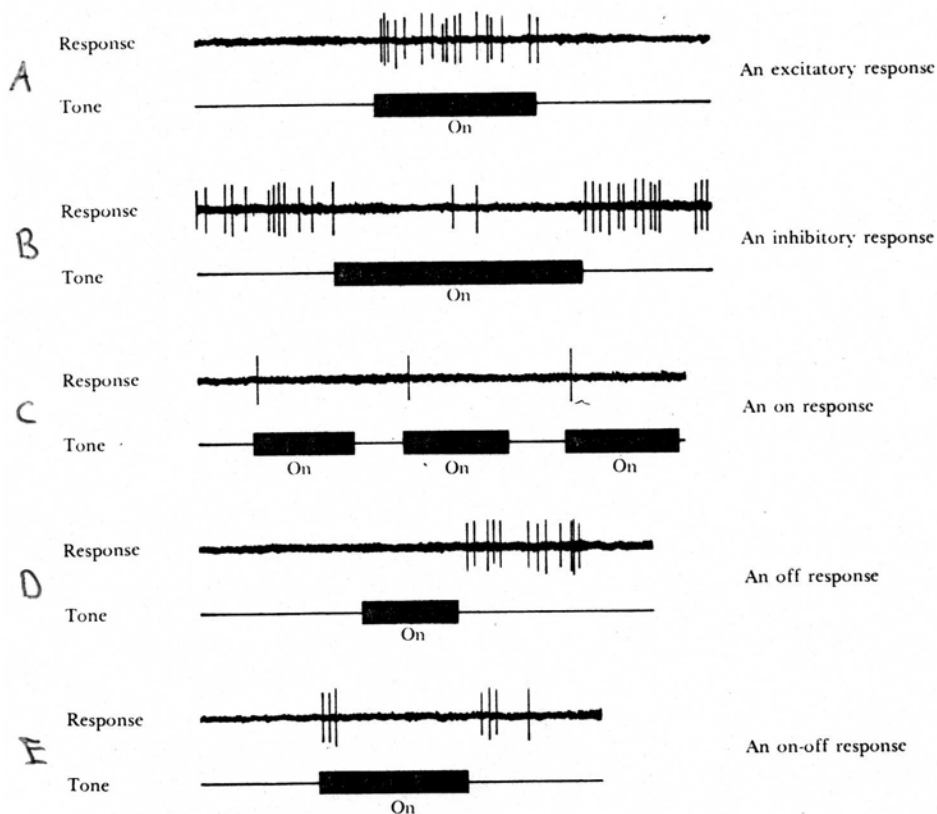 Response
A
An excitatory response
Tone
On
Response
B
An inhibitory response
Tone
On
Response
C
An on response
Tone
On On On
Response
D
An off response
Tone
On
Response
E
An on-off response
Tone
On